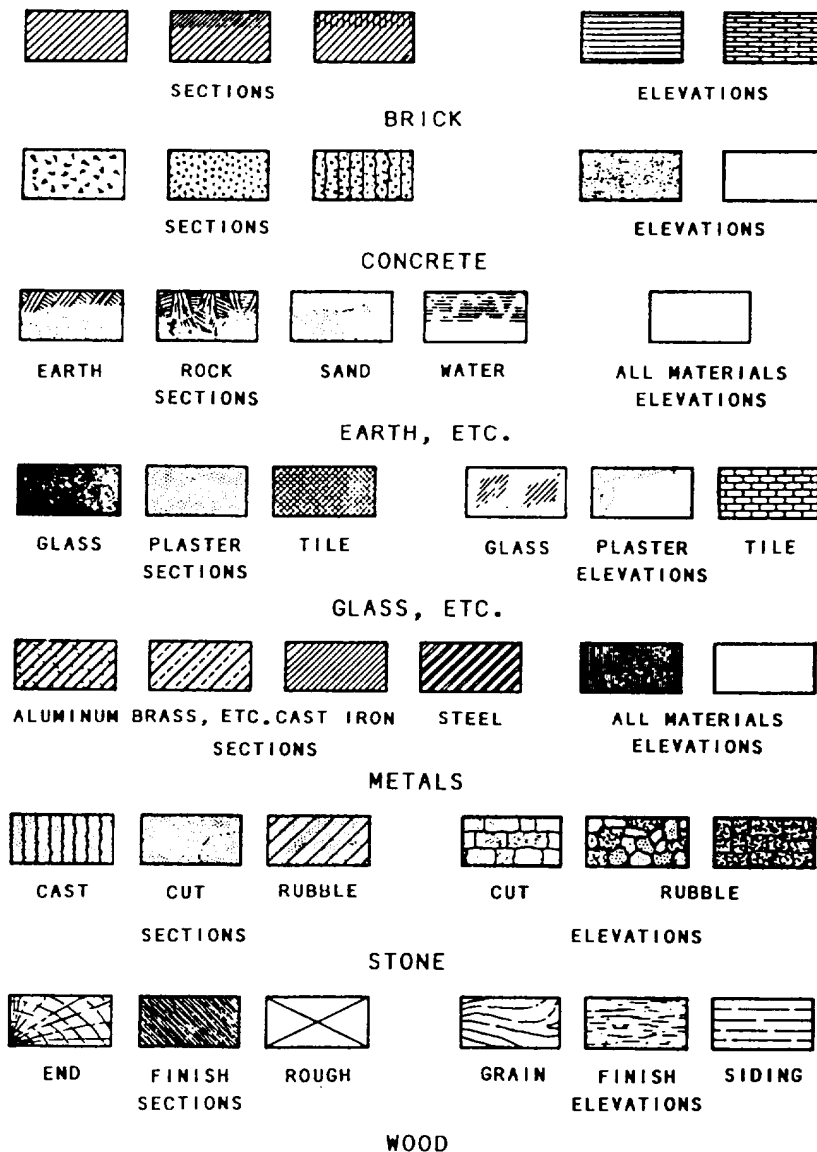 SECTIONS ELEVATIONS
BRICK
SECTIONS ELEVATIONS
CONCRETE
EARTH ROCK SAND WATER ALL MATERIALS
SECTIONS ELEVATIONS
EARTH, ETC.
GLASS PLASTER TILE GLASS PLASTER TILE
SECTIONS ELEVATIONS
GLASS, ETC.
ALUMINUM BRASS, ETC. CAST IRON STEEL ALL MATERIALS
SECTIONS ELEVATIONS
METALS
CAST CUT RUBBLE CUT RUBBLE
SECTIONS ELEVATIONS
STONE
END FINISH ROUGH GRAIN FINISH SIDING
SECTIONS ELEVATIONS
WOOD